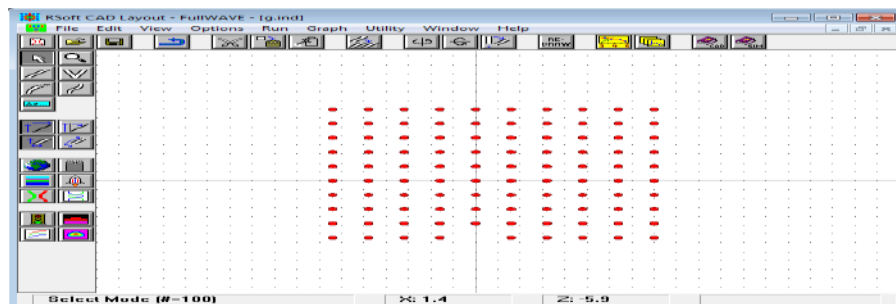 RSoft CAD Layout - FullWAVE - [g.ind]
File Edit View Options Run Graph Utility Window Help
Select Mode (#=100) X: 1.4 Z: -5.9